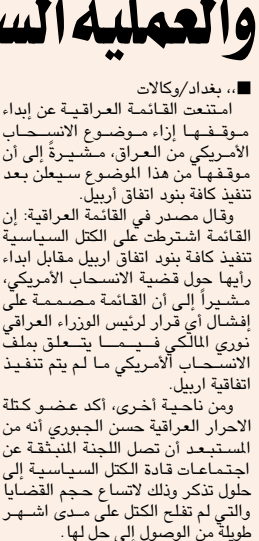 والعملية الس
■،، بغداد/وكالات
امتنعت القائمة العراقية عن إبداء
موقفها إزاء موضوع الانسحاب
الأمريكي من العراق، مشيرةً إلى أن
موقفها من هذا الموضوع سيعلن بعد
تنفيذ كافة بنود اتفاق أربيل.
وقال مصدر في القائمة العراقية: إن
القائمة اشترطت على الكتل السياسية
تنفيذ كافة بنود اتفاق اربيل مقابل ابداء
رأيها حول قضية الانسحاب الأمريكي،
مشيراً إلى أن القائمة مصممة على
إفشال أي قرار لرئيس الوزراء العراقي
نوري المالكي فيما يتعلق بملف
الانسحاب الأمريكي ما لم يتم تنفيذ
اتفاقية اربيل.
ومن ناحية أخرى، أكد عضو كتلة
الاحرار العراقية حسن الجبوري أنه من
المستبعد أن تصل اللجنة المنبثقة عن
اجتماعات قادة الكتل السياسية إلى
حلول تذكر وذلك لاتساع حجم القضايا
والتي لم تفلح الكتل على مدى اشهر
طويلة من الوصول إلى حل لها.